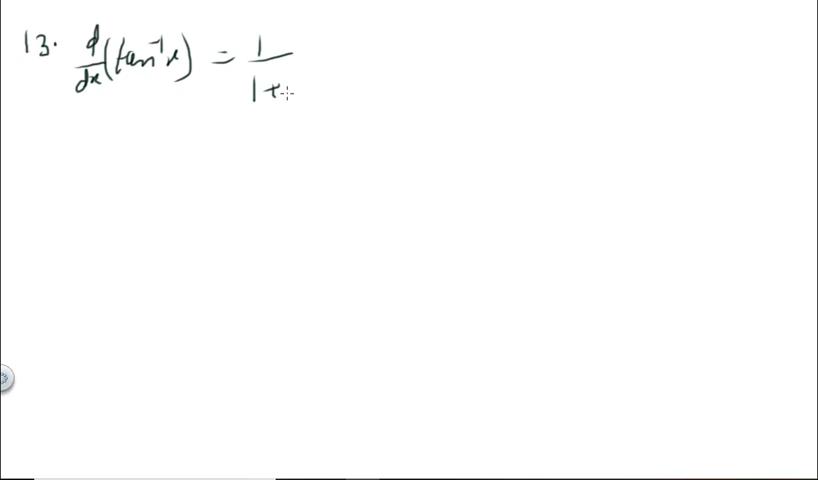 13. d/dx (tan⁻¹x) = 1/1+